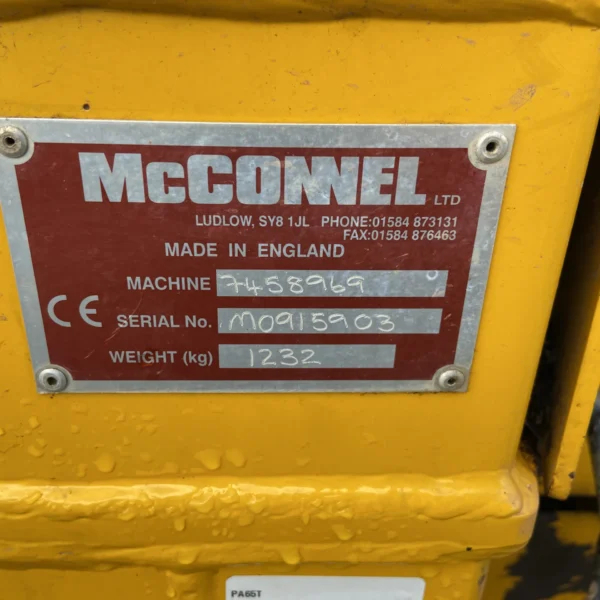 McCONNEL LTD
LUDLOW, SY8 1JL PHONE:01584 873131
FAX:01584 876463
MADE IN ENGLAND
MACHINE 7458969
CE SERIAL No. M0915903
WEIGHT (kg) 1232
PA65T